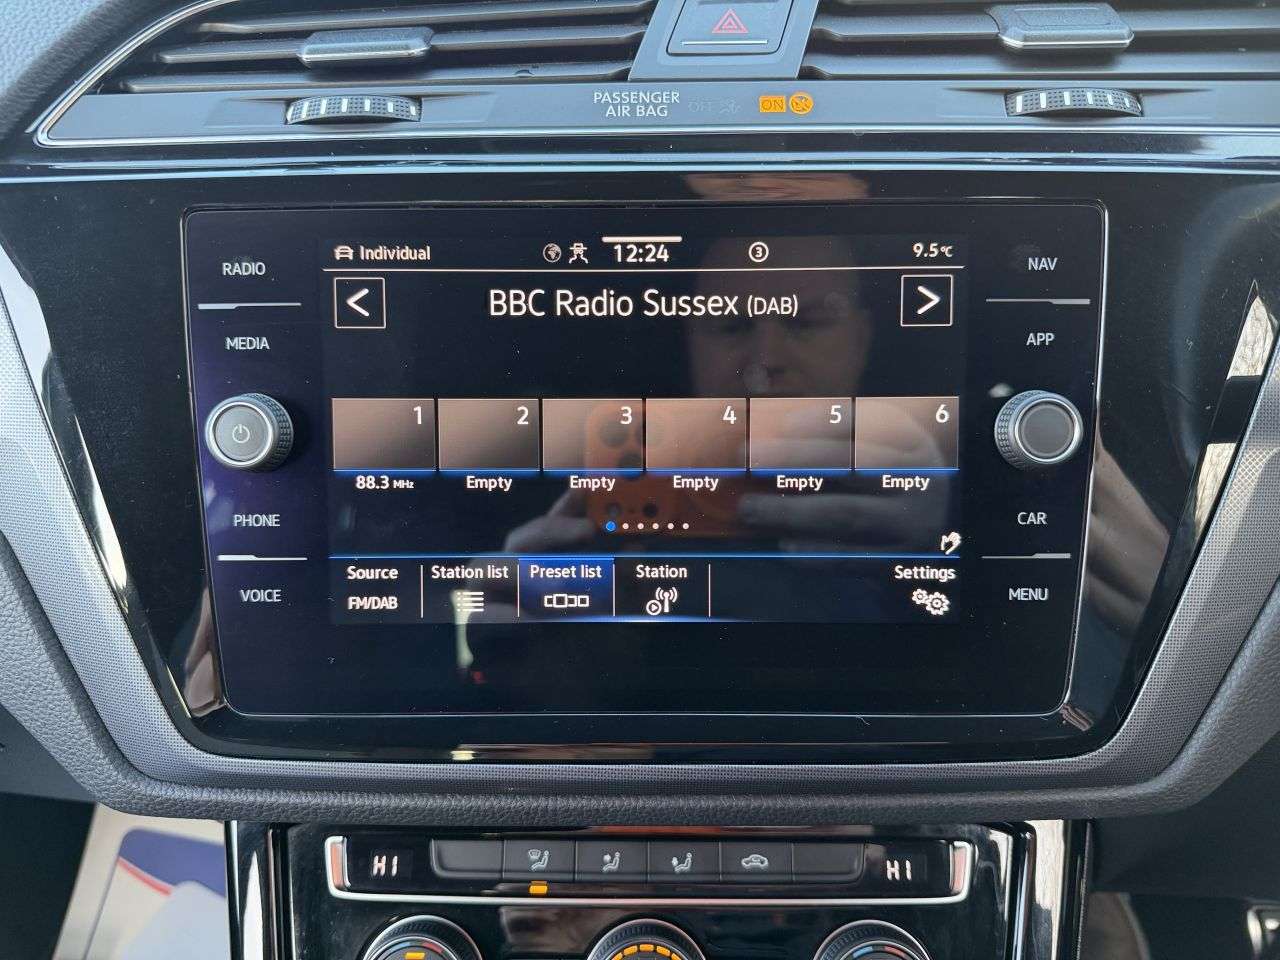 PASSENGER
AIR BAG
OFF
ON
RADIO
MEDIA
PHONE
VOICE
Individual
12:24
3
9.5°C
BBC Radio Sussex (DAB)
1 2 3 4 5 6
88.3 MHz Empty Empty Empty Empty Empty
Source Station list Preset list Station Settings
FM/DAB
NAV
APP
CAR
MENU
HI HI